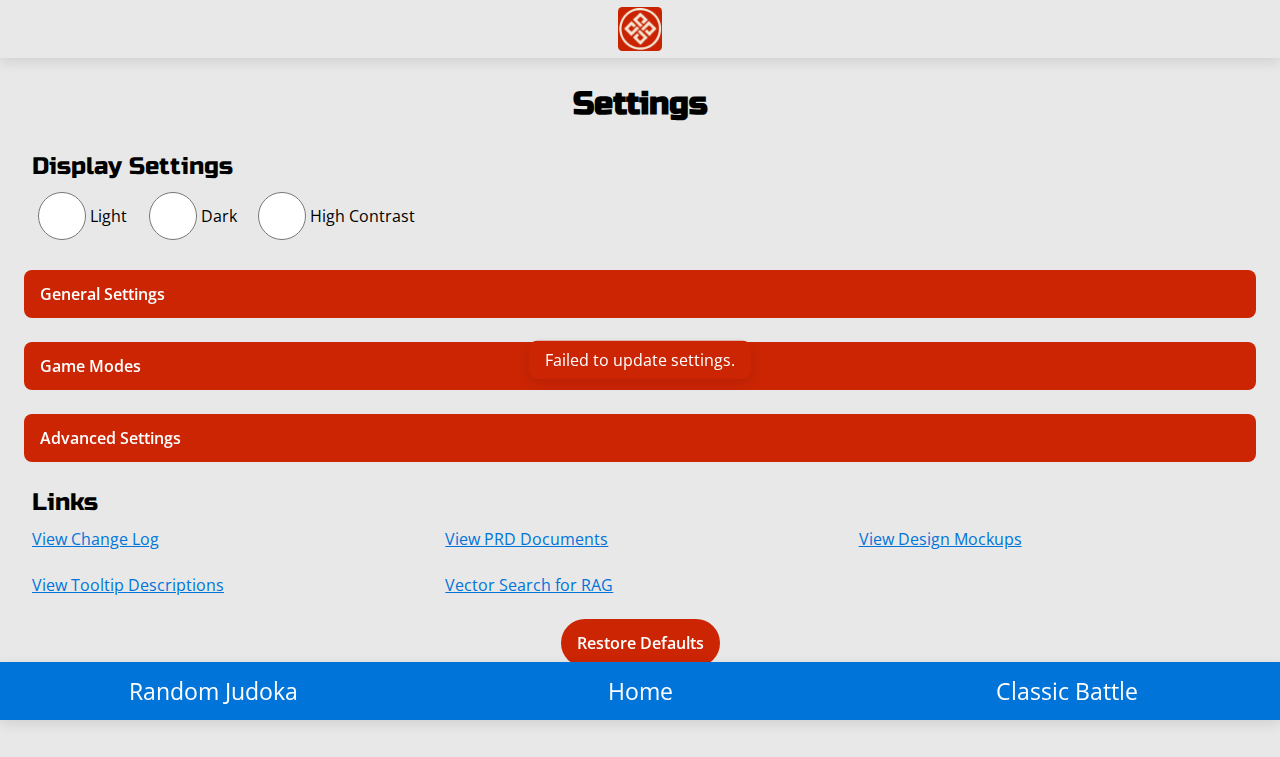 Settings
Display Settings
Light Dark High Contrast
General Settings
Game Modes
Failed to update settings.
Advanced Settings
Links
View Change Log View PRD Documents View Design Mockups
View Tooltip Descriptions Vector Search for RAG
Restore Defaults
Random Judoka Home Classic Battle